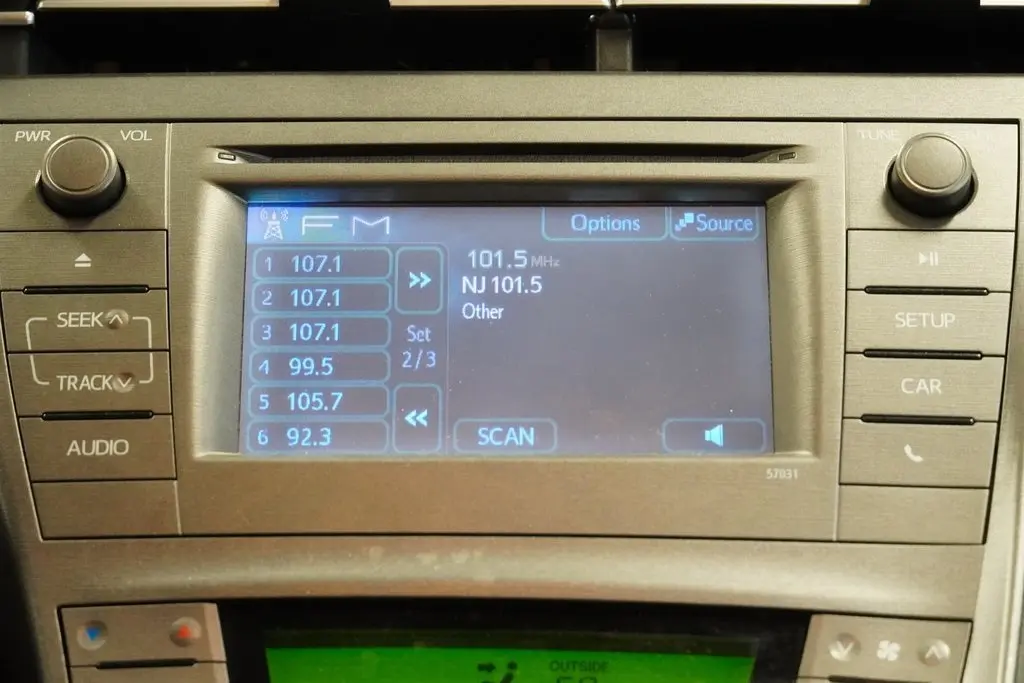 PWR VOL
TUNE
FM
Options
Source
1 107.1
2 107.1
3 107.1
4 99.5
5 105.7
6 92.3
Set
2/3
101.5 MHz
NJ 101.5
Other
SCAN
SEEK
TRACK
AUDIO
SETUP
CAR
57031
OUTSIDE